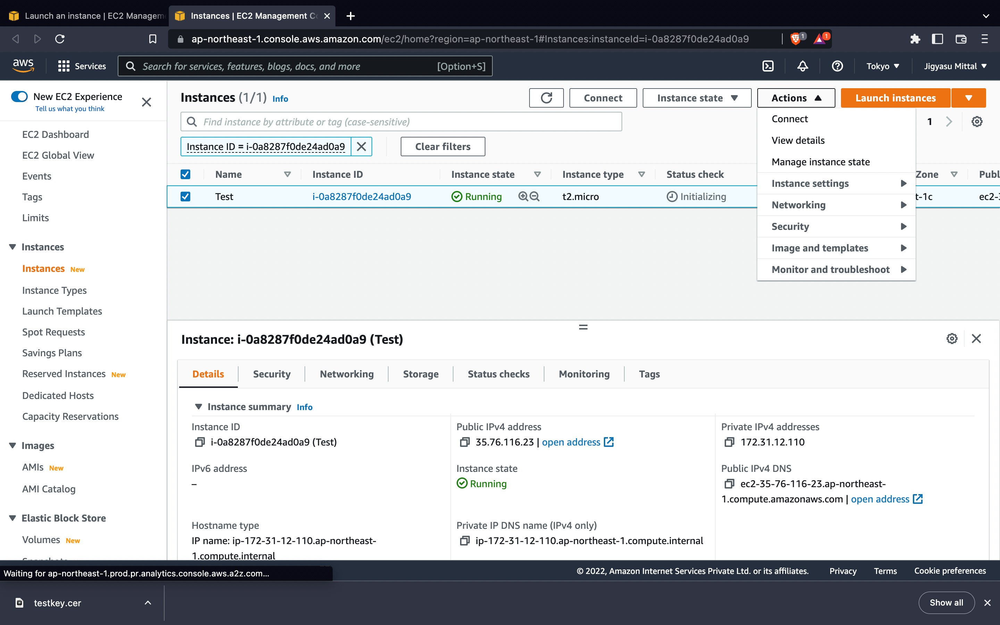 Launch an instance | EC2 Managem
Instances | EC2 Management Co
ap-northeast-1.console.aws.amazon.com/ec2/home?region=ap-northeast-1#Instances:instanceId=i-0a8287f0de24ad0a9
1
1
aws
Services
Search for services, features, blogs, docs, and more
[Option+S]
Tokyo
Jigyasu Mittal
New EC2 Experience
Tell us what you think
EC2 Dashboard
EC2 Global View
Events
Tags
Limits
Instances
Instances New
Instance Types
Launch Templates
Spot Requests
Savings Plans
Reserved Instances New
Dedicated Hosts
Capacity Reservations
Images
AMIs New
AMI Catalog
Elastic Block Store
Volumes New
Instances (1/1) Info
Connect
Instance state
Actions
Launch instances
Find instance by attribute or tag (case-sensitive)
1
Instance ID = i-0a8287f0de24ad0a9
Clear filters
Name
Instance ID
Instance state
Instance type
Status check
Zone
Publ
Test
i-0a8287f0de24ad0a9
Running
t2.micro
Initializing
t-1c
ec2-3
Connect
View details
Manage instance state
Instance settings
Networking
Security
Image and templates
Monitor and troubleshoot
Instance: i-0a8287f0de24ad0a9 (Test)
Details
Security
Networking
Storage
Status checks
Monitoring
Tags
Instance summary Info
Instance ID
i-0a8287f0de24ad0a9 (Test)
Public IPv4 address
35.76.116.23 | open address
Private IPv4 addresses
172.31.12.110
IPv6 address
–
Instance state
Running
Public IPv4 DNS
ec2-35-76-116-23.ap-northeast-
1.compute.amazonaws.com | open address
Hostname type
IP name: ip-172-31-12-110.ap-northeast-
1.compute.internal
Private IP DNS name (IPv4 only)
ip-172-31-12-110.ap-northeast-1.compute.internal
Waiting for ap-northeast-1.prod.pr.analytics.console.aws.a2z.com...
© 2022, Amazon Internet Services Private Ltd. or its affiliates.
Privacy
Terms
Cookie preferences
testkey.cer
Show all